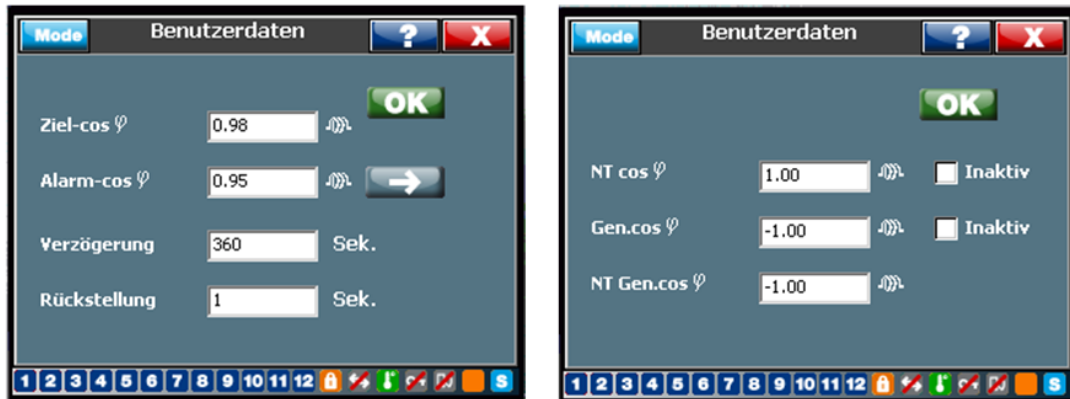 Mode Benutzerdaten ? X
OK
Ziel-cos φ 0.98
Alarm-cos φ 0.95
Verzögerung 360 Sek.
Rückstellung 1 Sek.
1 2 3 4 5 6 7 8 9 10 11 12 S
Mode Benutzerdaten ? X
OK
NT cos φ 1.00 Inaktiv
Gen.cos φ -1.00 Inaktiv
NT Gen.cos φ -1.00
1 2 3 4 5 6 7 8 9 10 11 12 S